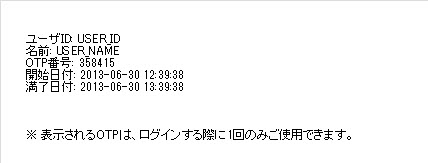 ユーザID: USER_ID
名前: USER_NAME
OTP番号: 358415
開始日付: 2013-06-30 12:39:38
満了日付: 2013-06-30 13:39:38
※ 表示されるOTPは、ログインする際に1回のみご使用できます。